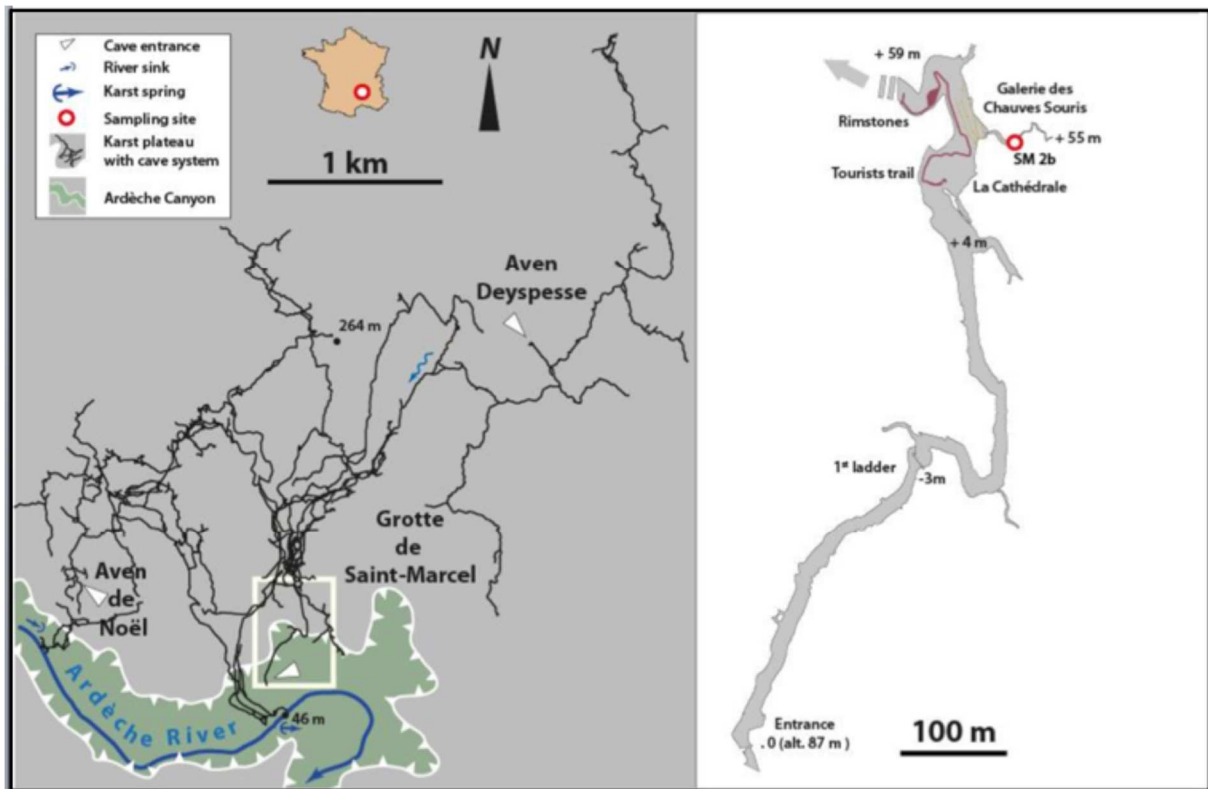 Cave entrance
River sink
Karst spring
Sampling site
Karst plateau
with cave system
Ardèche Canyon
N
1 km
Aven
Deyspesse
264 m
Grotte
de
Saint-Marcel
Aven
de
Noël
Ardèche River
46 m
+ 59 m
Rimstones
Galerie des
Chauves Souris
+ 55 m
SM 2b
Tourists trail
La Cathédrale
+ 4 m
1st ladder
-3m
Entrance
. 0 (alt. 87 m )
100 m